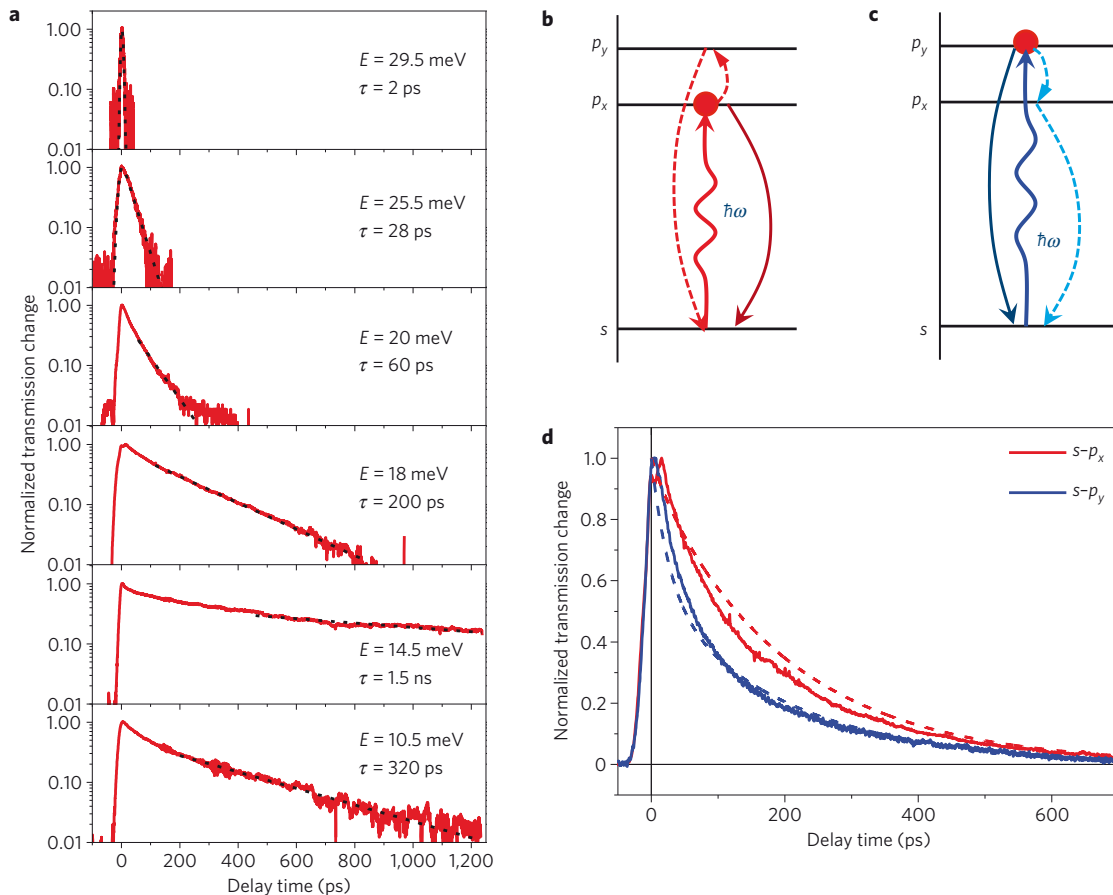 a
Normalized transmission change
1.00
0.10
0.01
E = 29.5 meV
τ = 2 ps
1.00
0.10
0.01
E = 25.5 meV
τ = 28 ps
1.00
0.10
0.01
E = 20 meV
τ = 60 ps
1.00
0.10
0.01
E = 18 meV
τ = 200 ps
1.00
0.10
0.01
E = 14.5 meV
τ = 1.5 ns
1.00
0.10
0.01
E = 10.5 meV
τ = 320 ps
0 200 400 600 800 1,000 1,200
Delay time (ps)
b
p_y
p_x
ħω
s
c
p_y
p_x
ħω
s
d
Normalized transmission change
1.0
0.8
0.6
0.4
0.2
0
s–p_x
s–p_y
0 200 400 600
Delay time (ps)